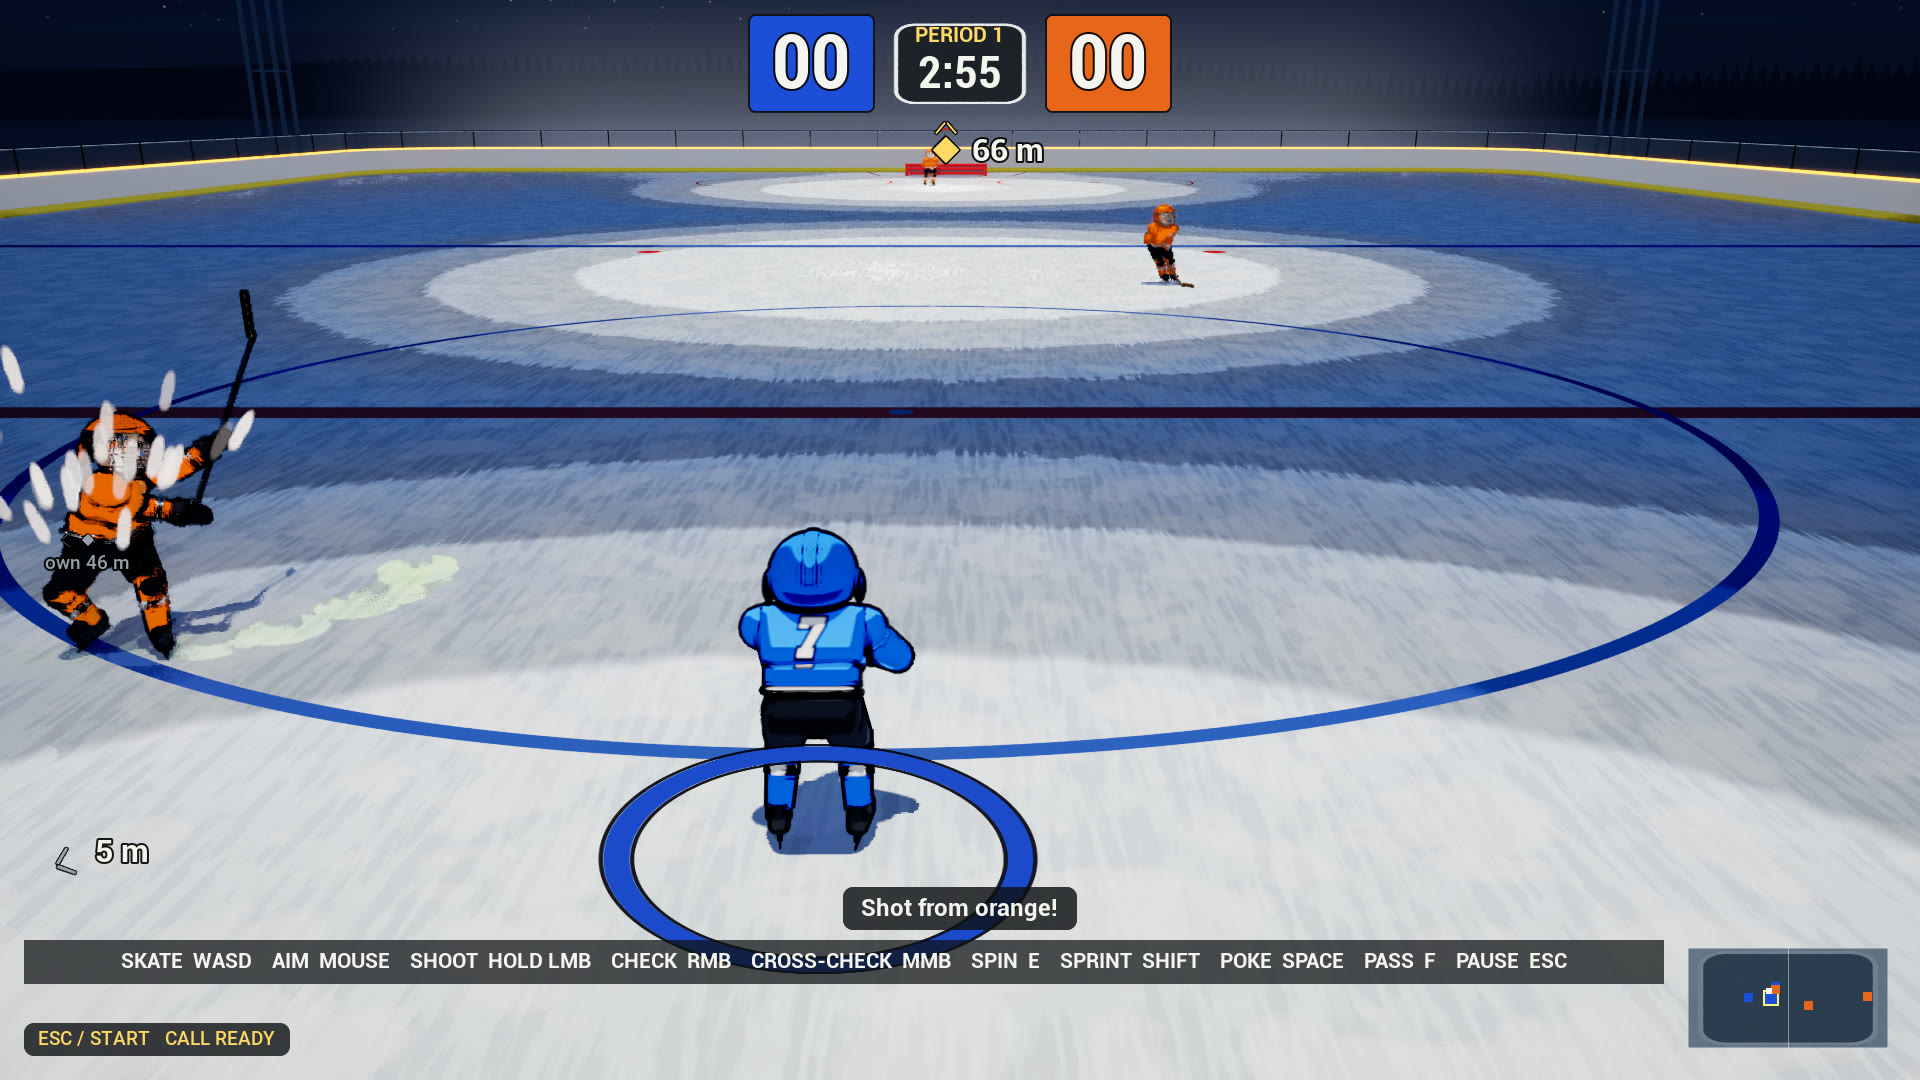 00
PERIOD 1
2:55
00
66 m
own 46 m
7
5 m
Shot from orange!
SKATE WASD AIM MOUSE SHOOT HOLD LMB CHECK RMB CROSS-CHECK MMB SPIN E SPRINT SHIFT POKE SPACE PASS F PAUSE ESC
ESC / START CALL READY